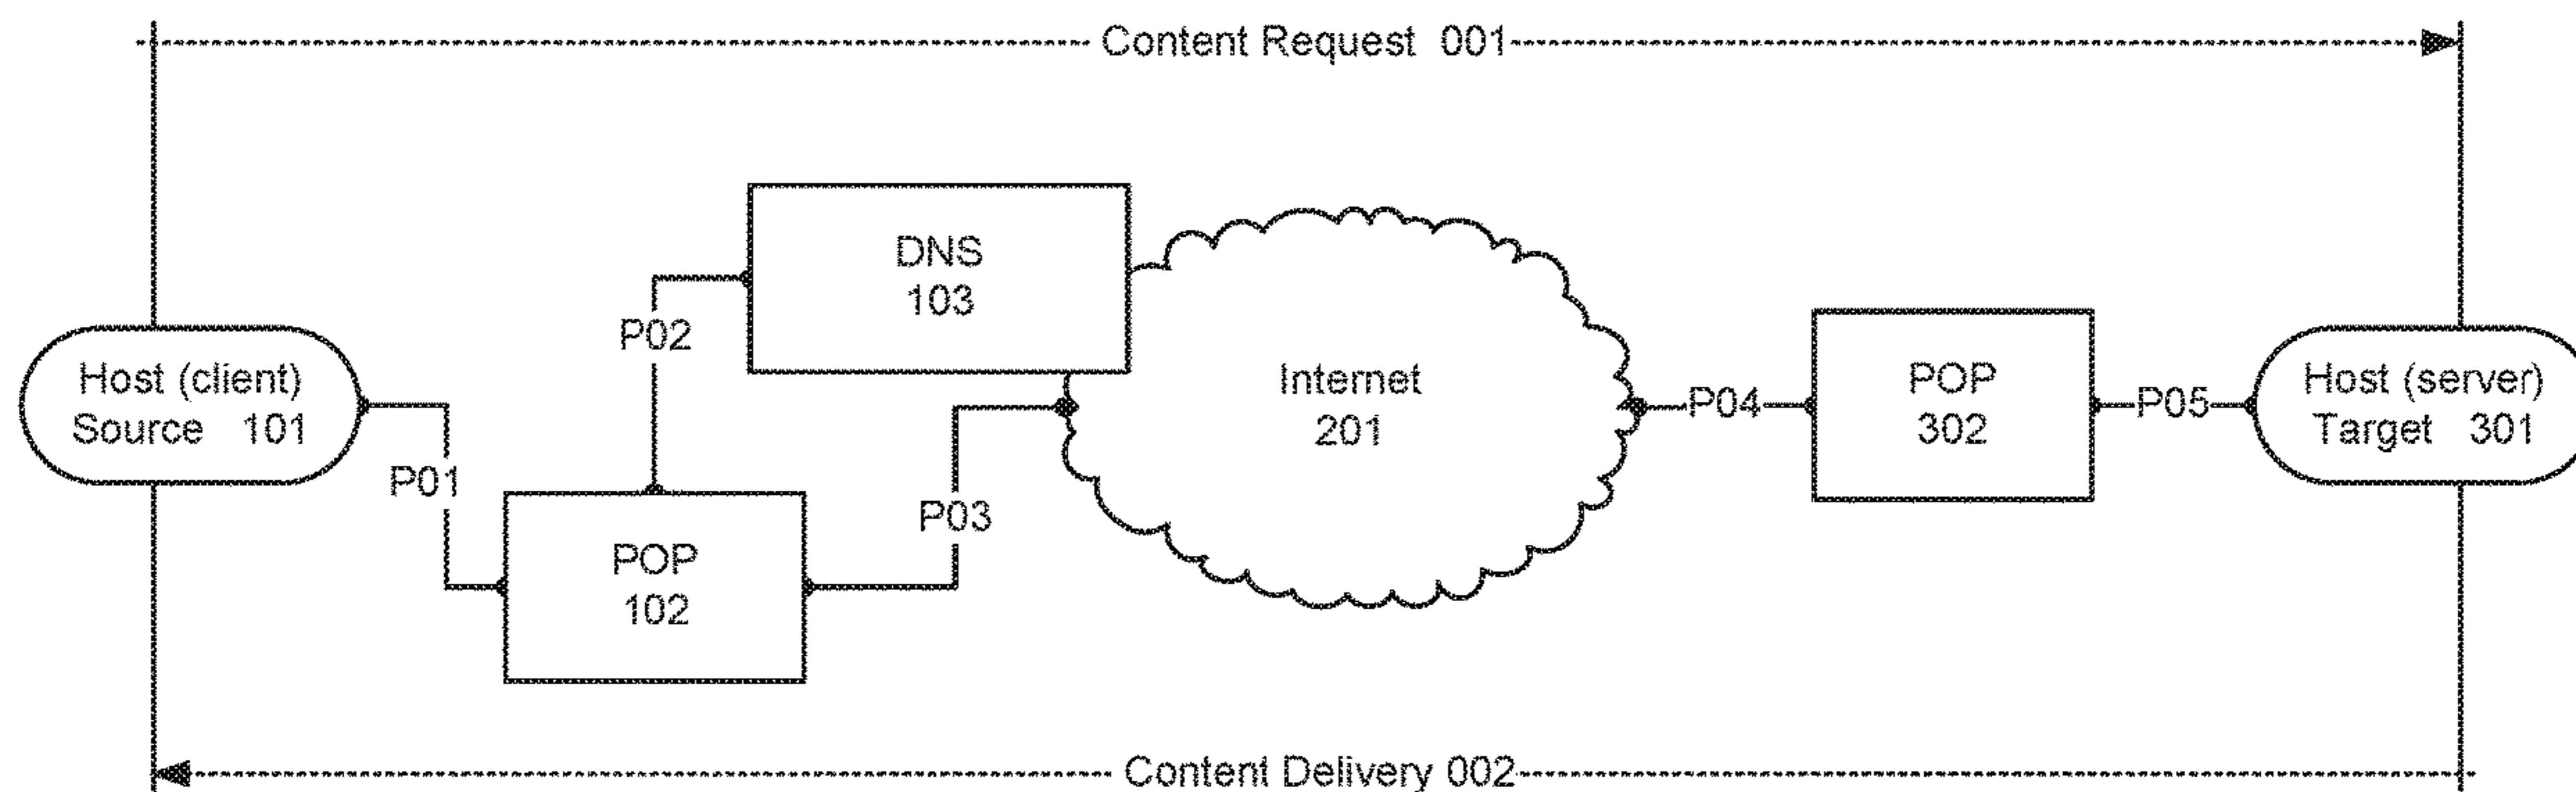 Content Request 001
DNS
103
P02
Host (client)
Source 101
P01
POP
102
P03
Internet
201
P04
POP
302
P05
Host (server)
Target 301
Content Delivery 002